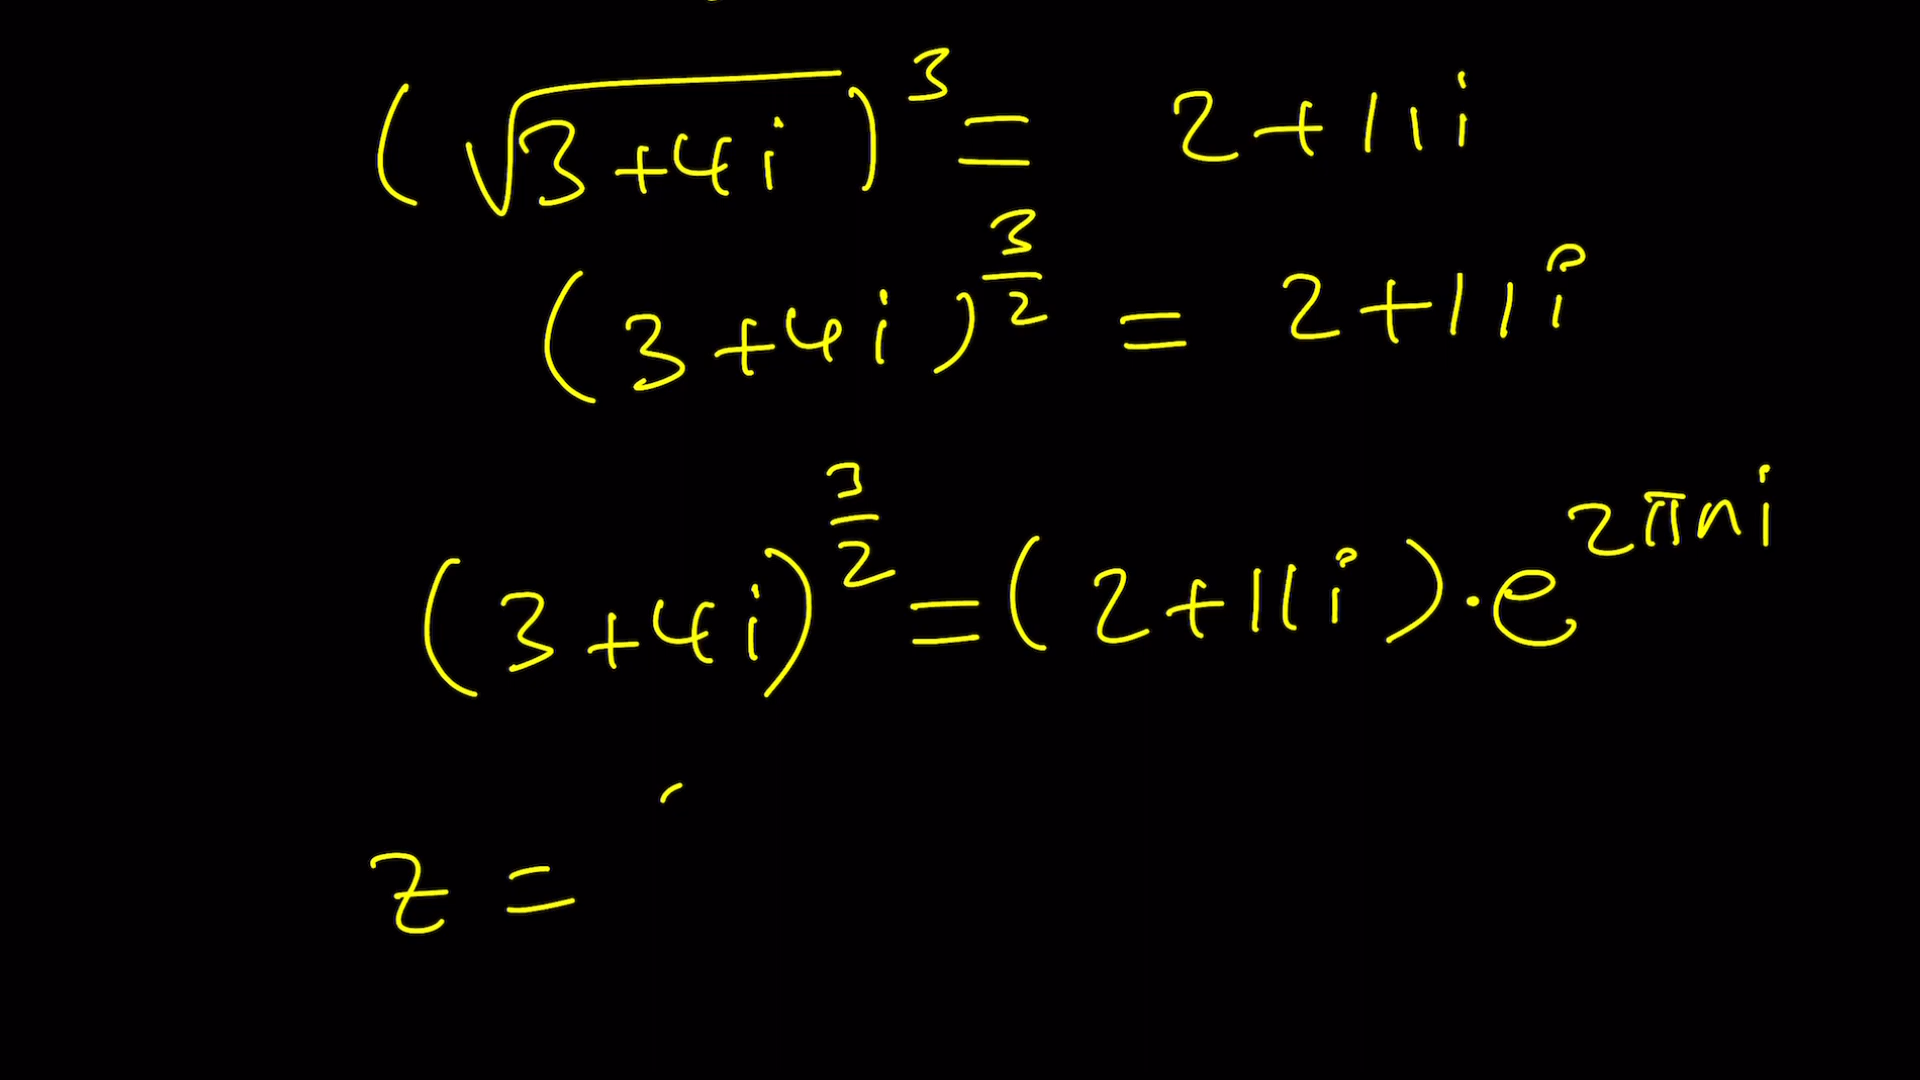 (√3+4i)³ = 2+11i
(3+4i)^(3/2) = 2+11i
(3+4i)^(3/2) = (2+11i)·e^(2πni)
z =